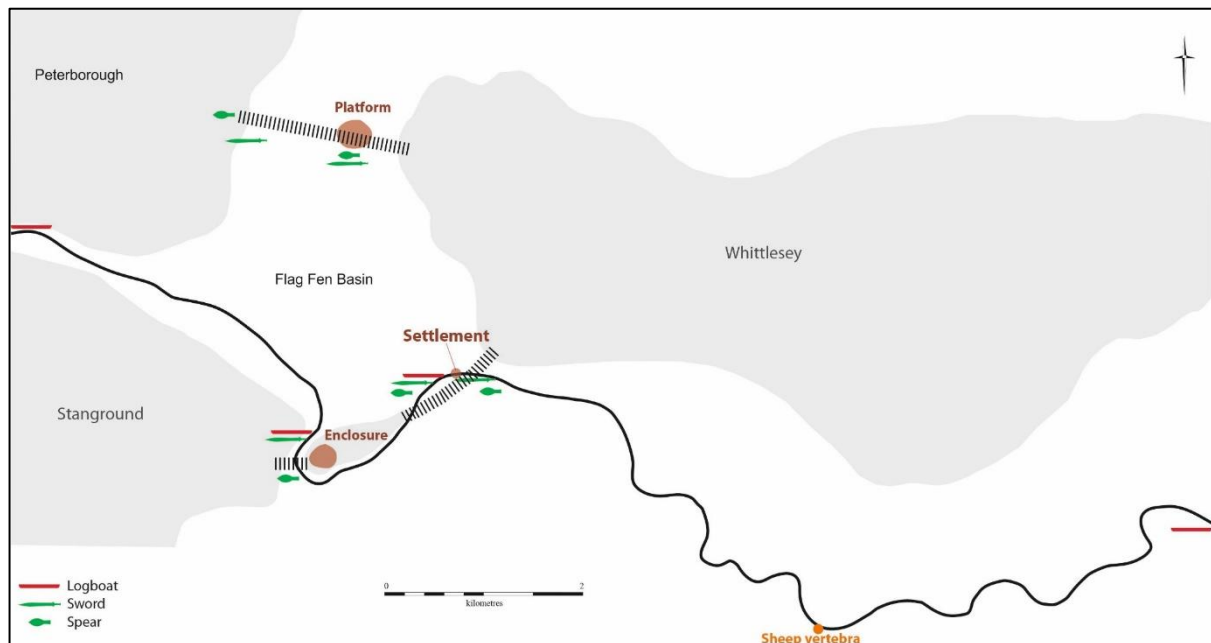 Peterborough
Platform
Whittlesey
Flag Fen Basin
Settlement
Stanground
Enclosure
Logboat
Sword
Spear
0 2
kilometres
Sheep vertebra